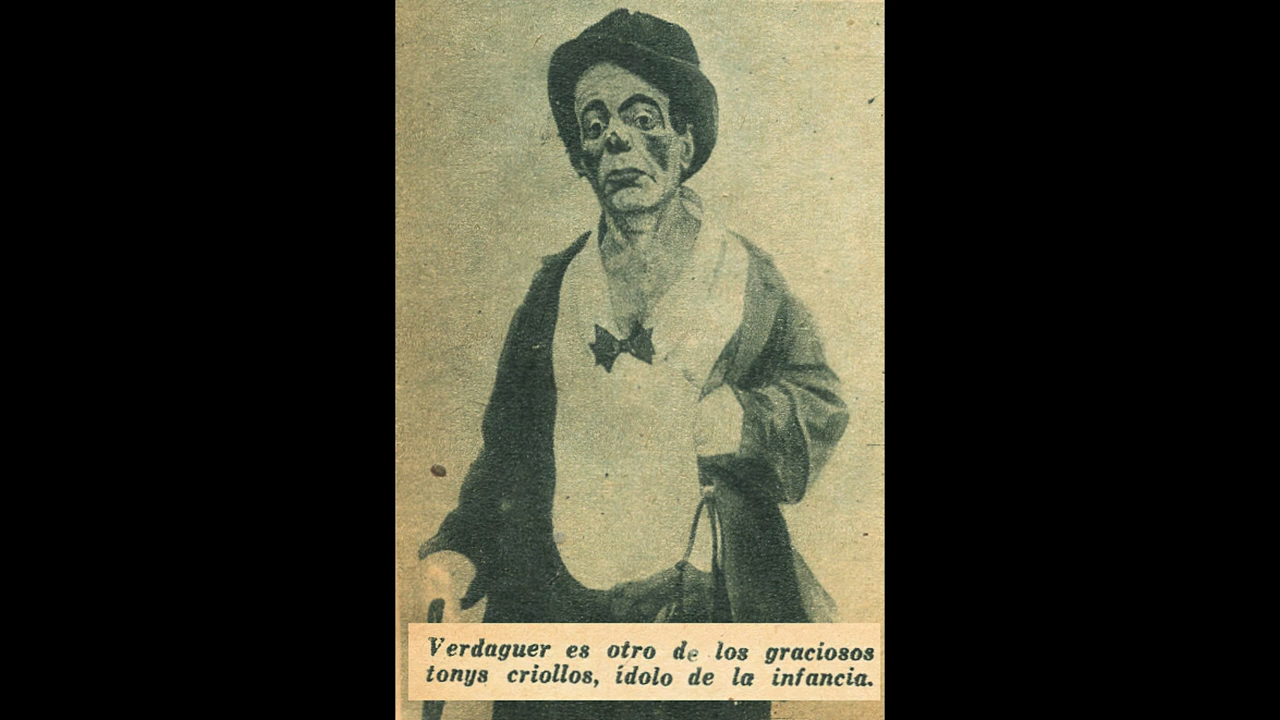 Verdaguer es otro de los graciosos
tonys criollos, ídolo de la infancia.